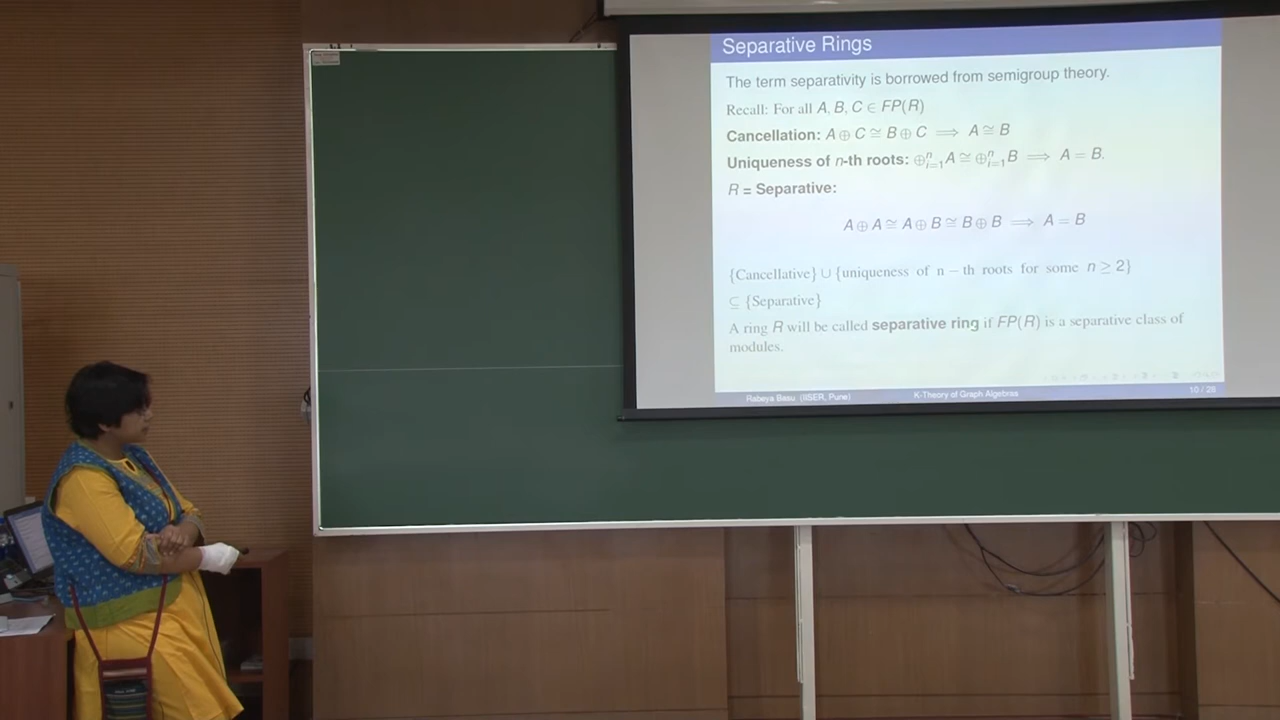 Separative Rings
The term separativity is borrowed from semigroup theory.
Recall: For all A, B, C ∈ FP(R)
Cancellation: A ⊕ C ≅ B ⊕ C ⟹ A ≅ B
Uniqueness of n-th roots: ⊕ⁿᵢ₌₁A ≅ ⊕ⁿᵢ₌₁B ⟹ A = B.
R = Separative:
A ⊕ A ≅ A ⊕ B ≅ B ⊕ B ⟹ A = B
{Cancellative} ∪ {uniqueness of n − th roots for some n ≥ 2}
⊆ {Separative}
A ring R will be called separative ring if FP(R) is a separative class of
modules.
Rabeya Basu (IISER, Pune) K-Theory of Graph Algebras 10 / 28